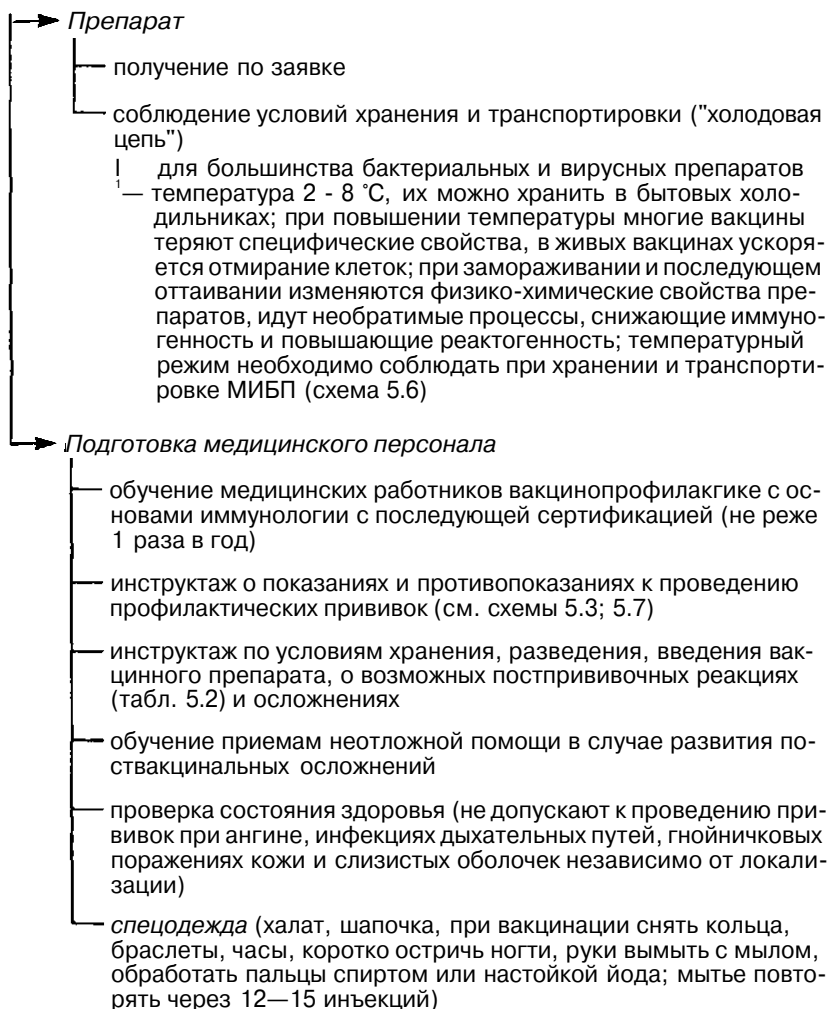 Препарат
получение по заявке
соблюдение условий хранения и транспортировки ("холодовая
цепь")
для большинства бактериальных и вирусных препаратов
температура 2 - 8 °С, их можно хранить в бытовых холо-
дильниках; при повышении температуры многие вакцины
теряют специфические свойства, в живых вакцинах ускоря-
ется отмирание клеток; при замораживании и последующем
оттаивании изменяются физико-химические свойства пре-
паратов, идут необратимые процессы, снижающие иммуно-
генность и повышающие реактогенность; температурный
режим необходимо соблюдать при хранении и транспорти-
ровке МИБП (схема 5.6)
Подготовка медицинского персонала
обучение медицинских работников вакцинопрофилакгике с ос-
новами иммунологии с последующей сертификацией (не реже
1 раза в год)
инструктаж о показаниях и противопоказаниях к проведению
профилактических прививок (см. схемы 5.3; 5.7)
инструктаж по условиям хранения, разведения, введения вак-
цинного препарата, о возможных постпрививочных реакциях
(табл. 5.2) и осложнениях
обучение приемам неотложной помощи в случае развития по-
ствакцинальных осложнений
проверка состояния здоровья (не допускают к проведению при-
вивок при ангине, инфекциях дыхательных путей, гнойничковых
поражениях кожи и слизистых оболочек независимо от локали-
зации)
спецодежда (халат, шапочка, при вакцинации снять кольца,
браслеты, часы, коротко остричь ногти, руки вымыть с мылом,
обработать пальцы спиртом или настойкой йода; мытье повто-
рять через 12—15 инъекций)